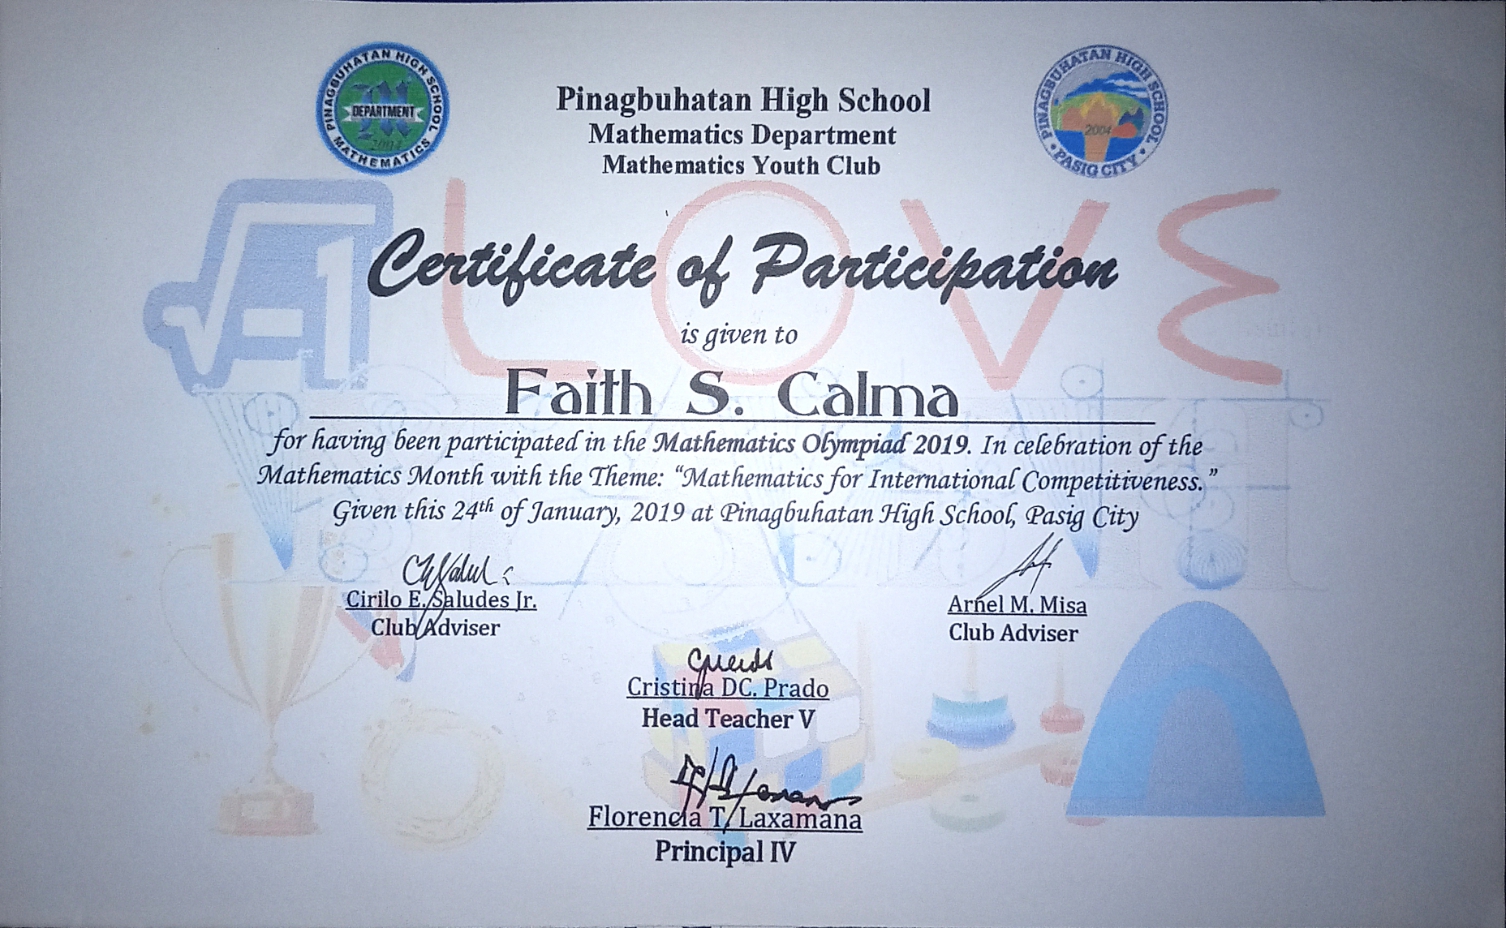 PINAGBUHATAN HIGH SCHOOL
DEPARTMENT
2004
MATHEMATICS
Pinagbuhatan High School
Mathematics Department
Mathematics Youth Club
PINAGBUHATAN HIGH SCHOOL
2004
PASIG CITY
√-1 LOVE
Certificate of Participation
is given to
Faith S. Calma
for having been participated in the Mathematics Olympiad 2019. In celebration of the
Mathematics Month with the Theme: “Mathematics for International Competitiveness.”
Given this 24th of January, 2019 at Pinagbuhatan High School, Pasig City
Cirilo E. Saludes Jr.
Club Adviser
Arnel M. Misa
Club Adviser
Cristina DC. Prado
Head Teacher V
Florencia T. Laxamana
Principal IV